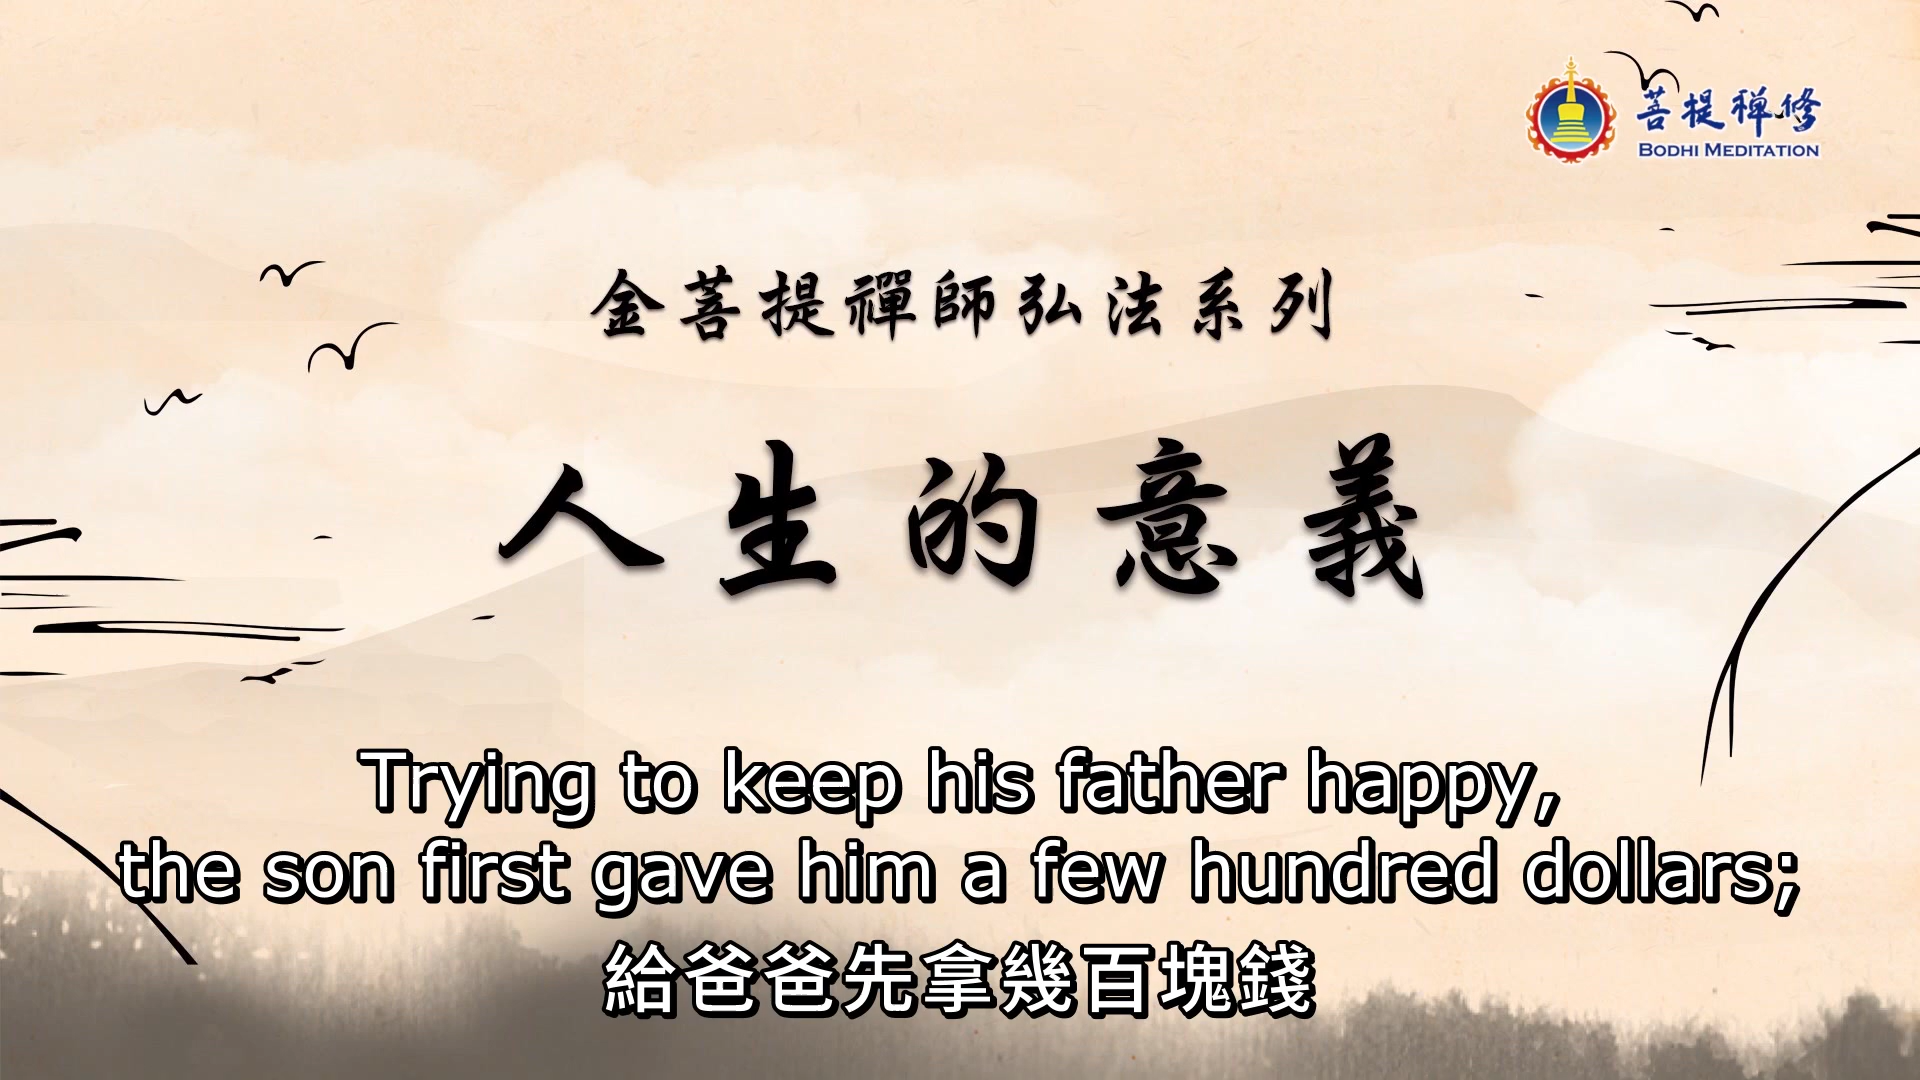 菩提禪修
BODHI MEDITATION
金菩提禪師弘法系列
人生的意義
Trying to keep his father happy,
the son first gave him a few hundred dollars;
給爸爸先拿幾百塊錢